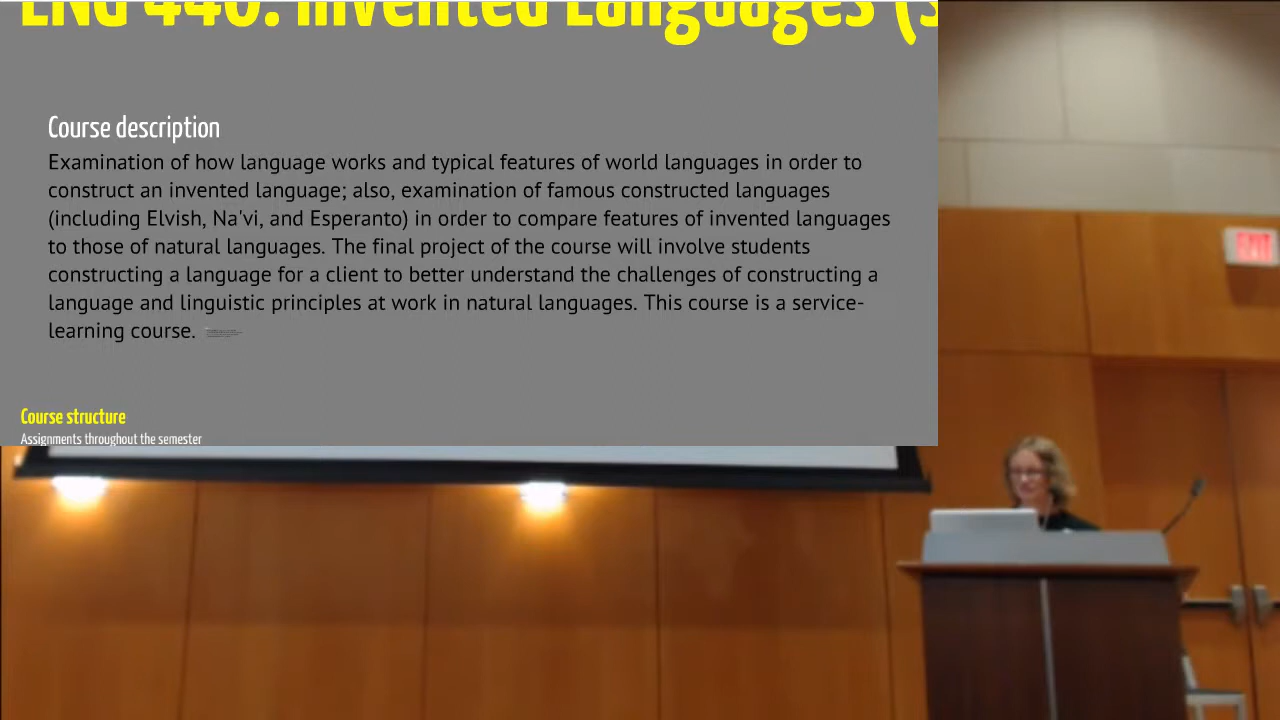 ENG 440: Invented Languages (s
Course description
Examination of how language works and typical features of world languages in order to
construct an invented language; also, examination of famous constructed languages
(including Elvish, Na'vi, and Esperanto) in order to compare features of invented languages
to those of natural languages. The final project of the course will involve students
constructing a language for a client to better understand the challenges of constructing a
language and linguistic principles at work in natural languages. This course is a service-
learning course.
Course structure
Assignments throughout the semester
EXIT